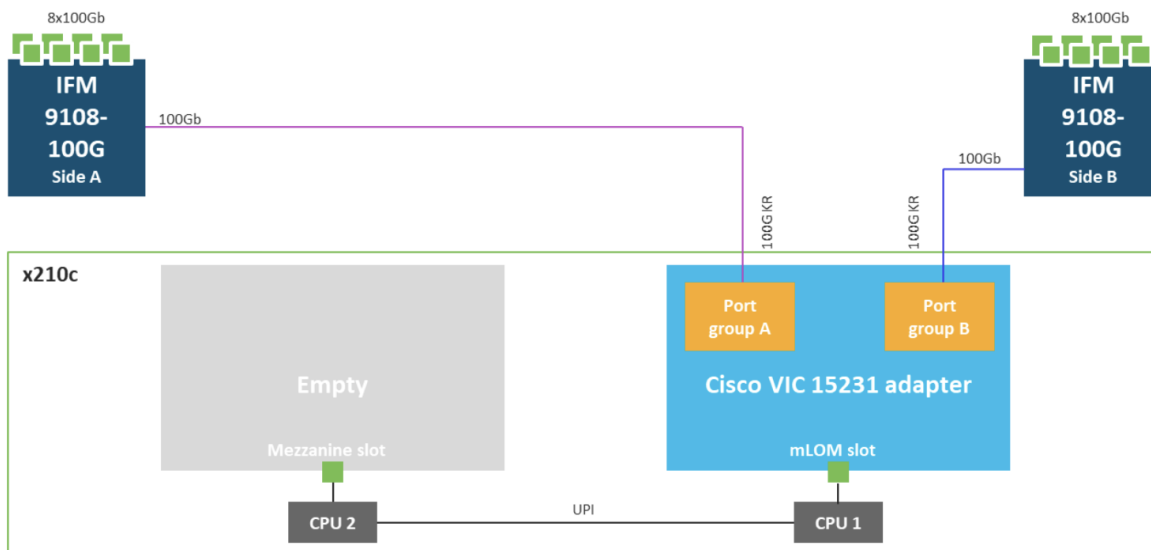 8x100Gb
8x100Gb
IFM
9108-
100G
Side A
IFM
9108-
100G
Side B
100Gb
100Gb
100G KR
100G KR
x210c
Port
group A
Port
group B
Empty
Cisco VIC 15231 adapter
Mezzanine slot
mLOM slot
CPU 2
UPI
CPU 1